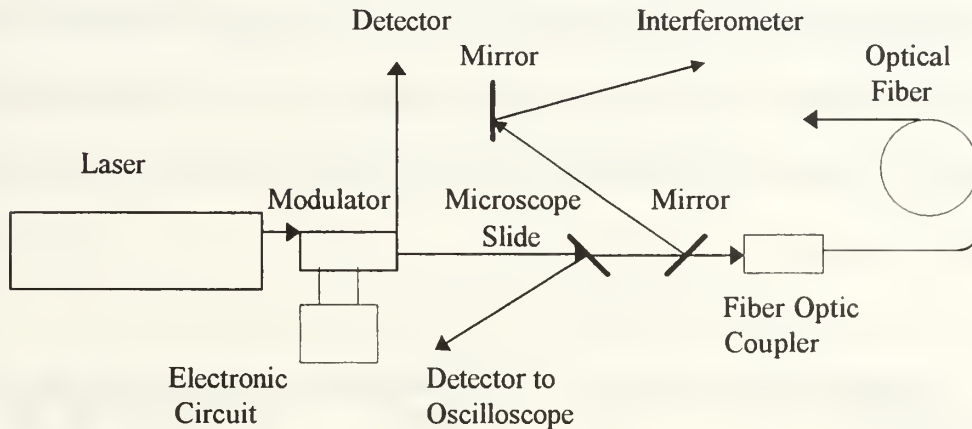 Detector
Interferometer
Mirror
Optical
Fiber
Laser
Modulator
Microscope
Slide
Mirror
Fiber Optic
Coupler
Electronic
Circuit
Detector to
Oscilloscope